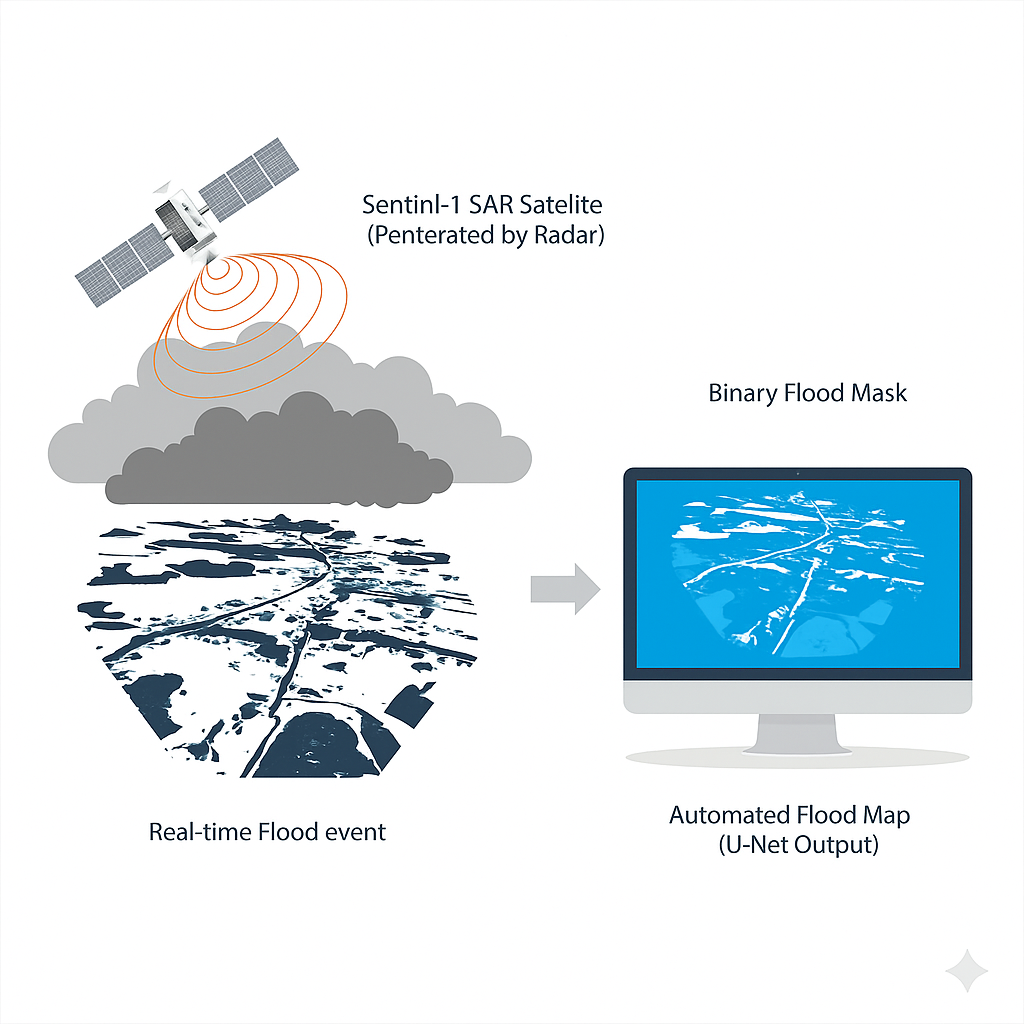 Sentinl-1 SAR Satelite
(Penterated by Radar)
Binary Flood Mask
Real-time Flood event
Automated Flood Map
(U-Net Output)